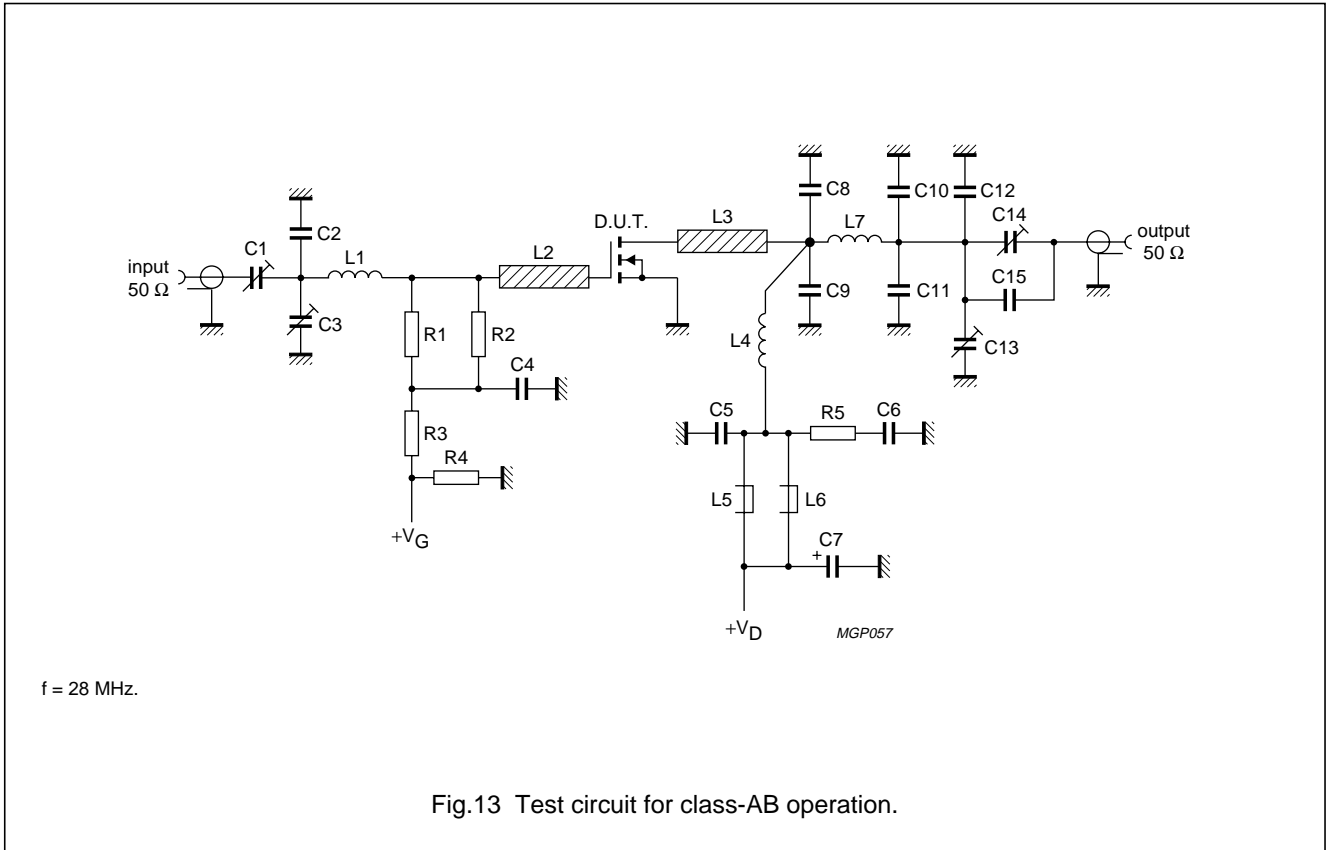 C8
C10
C12
D.U.T.
L3
C14
output
50 Ω
C2
L7
C1
L1
L2
input
50 Ω
C15
C9
C11
C3
R1
R2
L4
C13
C4
C5
R5
C6
R3
R4
L5
L6
+VG
C7
+
+VD
MGP057
f = 28 MHz.
Fig.13 Test circuit for class-AB operation.